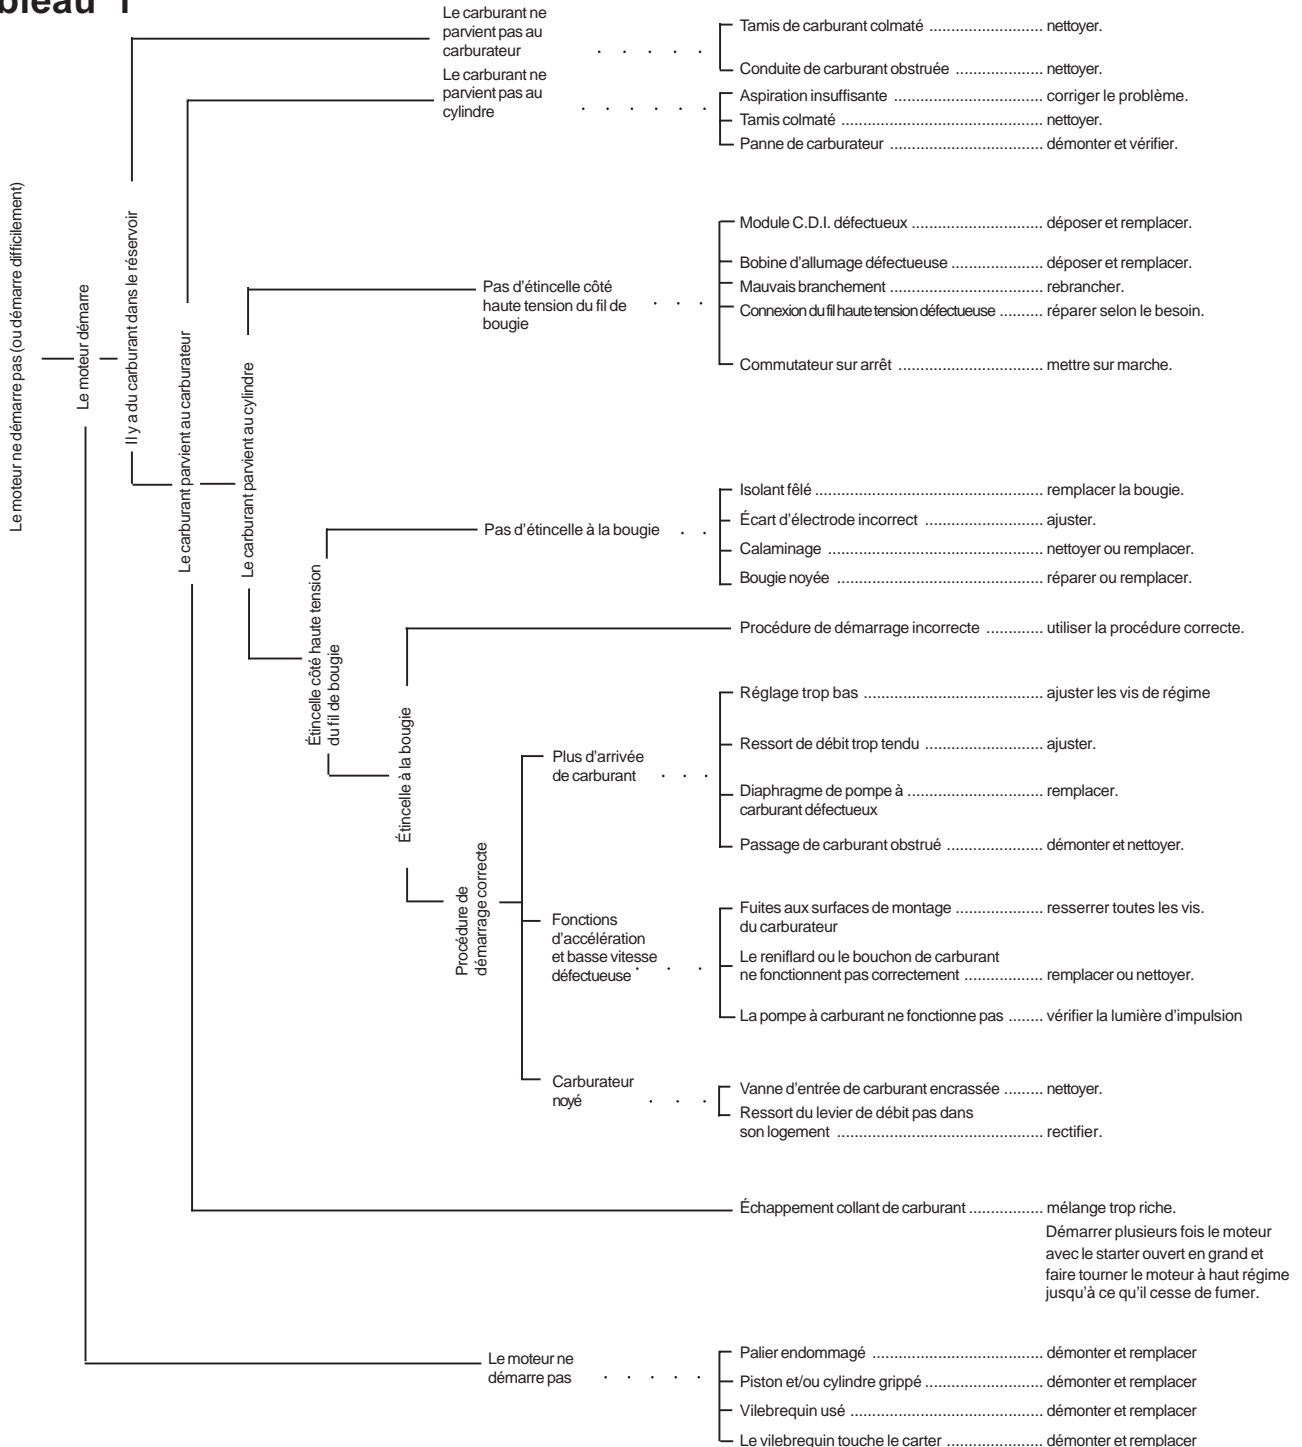 bleau 1
Le moteur ne démarre pas (ou démarre difficilement)
Le moteur démarre
Il y a du carburant dans le réservoir
Le carburant parvient au carburateur
Le carburant parvient au cylindre
Étincelle côté haute tension
du fil de bougie
Étincelle à la bougie
Procédure de
démarrage correcte
Le carburant ne
parvient pas au
carburateur
Tamis de carburant colmaté .......................... nettoyer.
Conduite de carburant obstruée .................... nettoyer.
Le carburant ne
parvient pas au
cylindre
Aspiration insuffisante .................................. corriger le problème.
Tamis colmaté .............................................. nettoyer.
Panne de carburateur ................................... démonter et vérifier.
Pas d'étincelle côté
haute tension du fil de
bougie
Module C.D.I. défectueux .............................. déposer et remplacer.
Bobine d'allumage défectueuse ..................... déposer et remplacer.
Mauvais branchement ................................... rebrancher.
Connexion du fil haute tension défectueuse .......... réparer selon le besoin.
Commutateur sur arrêt ................................. mettre sur marche.
Pas d'étincelle à la bougie
Isolant fêlé .................................................... remplacer la bougie.
Écart d'électrode incorrect ........................... ajuster.
Calaminage ................................................. nettoyer ou remplacer.
Bougie noyée ............................................... réparer ou remplacer.
Procédure de démarrage incorrecte ............. utiliser la procédure correcte.
Plus d'arrivée
de carburant
Réglage trop bas ......................................... ajuster les vis de régime
Ressort de débit trop tendu ........................... ajuster.
Diaphragme de pompe à ............................... remplacer.
carburant défectueux
Passage de carburant obstrué ...................... démonter et nettoyer.
Fonctions
d'accélération
et basse vitesse
défectueuse
Fuites aux surfaces de montage .................... resserrer toutes les vis.
du carburateur
Le reniflard ou le bouchon de carburant
ne fonctionnent pas correctement .................. remplacer ou nettoyer.
La pompe à carburant ne fonctionne pas ........ vérifier la lumière d'impulsion
Carburateur
noyé
Vanne d'entrée de carburant encrassée ......... nettoyer.
Ressort du levier de débit pas dans
son logement ............................................... rectifier.
Échappement collant de carburant ................. mélange trop riche.
Démarrer plusieurs fois le moteur
avec le starter ouvert en grand et
faire tourner le moteur à haut régime
jusqu'à ce qu'il cesse de fumer.
Le moteur ne
démarre pas
Palier endommagé ....................................... démonter et remplacer
Piston et/ou cylindre grippé ........................... démonter et remplacer
Vilebrequin usé ............................................ démonter et remplacer
Le vilebrequin touche le carter ...................... démonter et remplacer